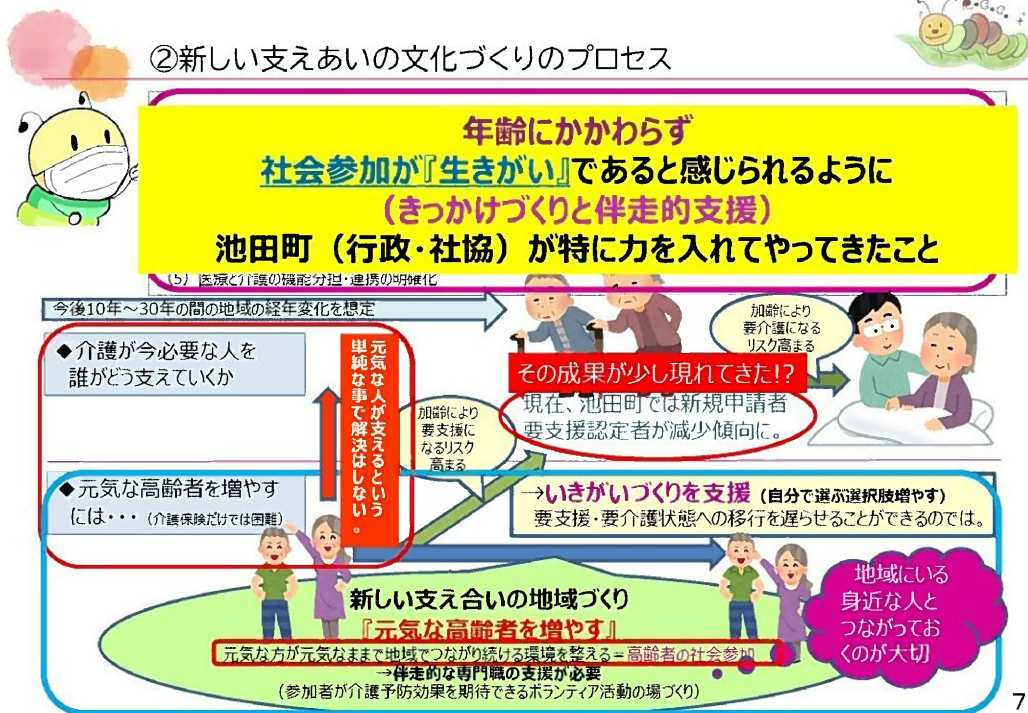 ②新しい支えあいの文化づくりのプロセス
年齢にかかわらず
社会参加が『生きがい』であると感じられるように
（きっかけづくりと伴走的支援）
池田町（行政・社協）が特に力を入れてやってきたこと
（5）医療と介護の機能分担・連携の明確化
今後10年～30年の間の地域の経年変化を想定
加齢により
要介護になる
リスク高まる
◆介護が今必要な人を
誰がどう支えていくか
元気な人が支えるという
単純な事で解決はしない。
その成果が少し現れてきた!?
現在、池田町では新規申請者
要支援認定者が減少傾向に。
加齢により
要支援に
なるリスク
高まる
◆元気な高齢者を増やす
には・・・（介護保険だけでは困難）
→いきがいづくりを支援（自分で選ぶ選択肢増やす）
要支援・要介護状態への移行を遅らせることができるのでは。
新しい支え合いの地域づくり
『元気な高齢者を増やす』
元気な方が元気なままで地域でつながり続ける環境を整える＝高齢者の社会参加
→伴走的な専門職の支援が必要
（参加者が介護予防効果を期待できるボランティア活動の場づくり）
地域にいる
身近な人と
つながってお
くのが大切
7